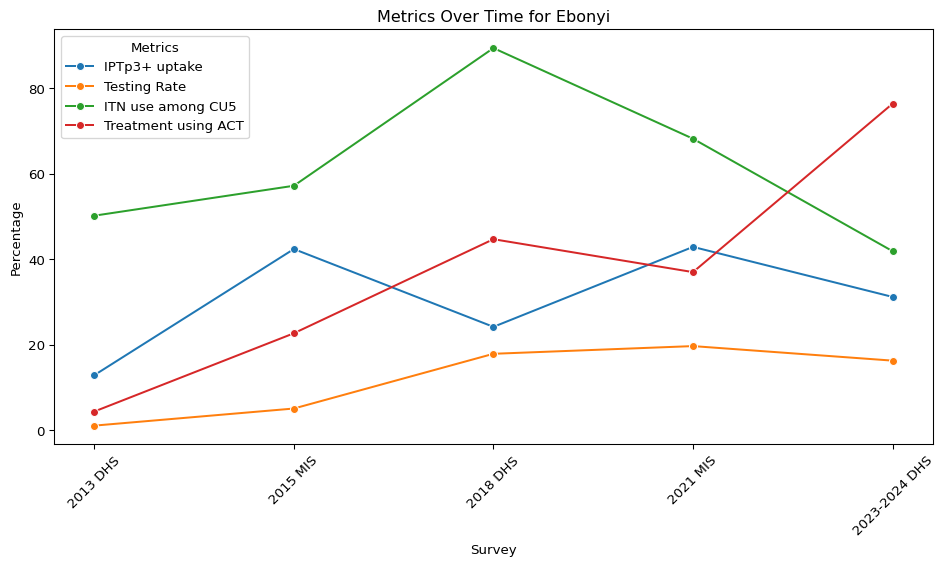 Metrics Over Time for Ebonyi
Metrics
IPTp3+ uptake
Testing Rate
ITN use among CU5
Treatment using ACT
Percentage
80
60
40
20
0
2013 DHS
2015 MIS
2018 DHS
2021 MIS
2023-2024 DHS
Survey